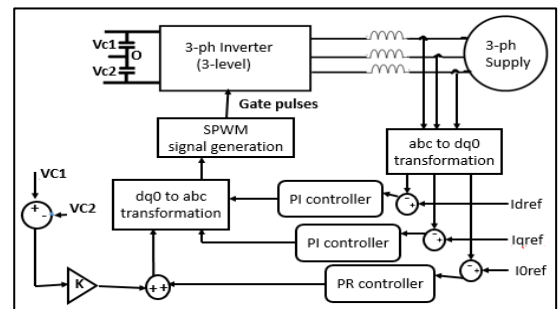 Vc1
O
Vc2
3-ph Inverter
(3-level)
3-ph
Supply
Gate pulses
SPWM
signal generation
abc to dq0
transformation
VC1
+
-
VC2
dq0 to abc
transformation
PI controller
-
+
Idref
PI controller
-
+
Iqref
K
++
PR controller
-
+
I0ref